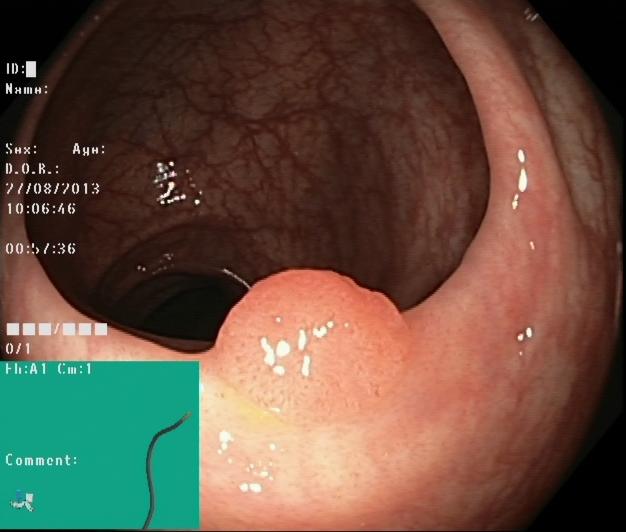 ID:
Name:
Sex: Age:
D.O.R.:
27/08/2013
10:06:46
00:57:36
0/1
Eh:A1 Cm:1
Comment: